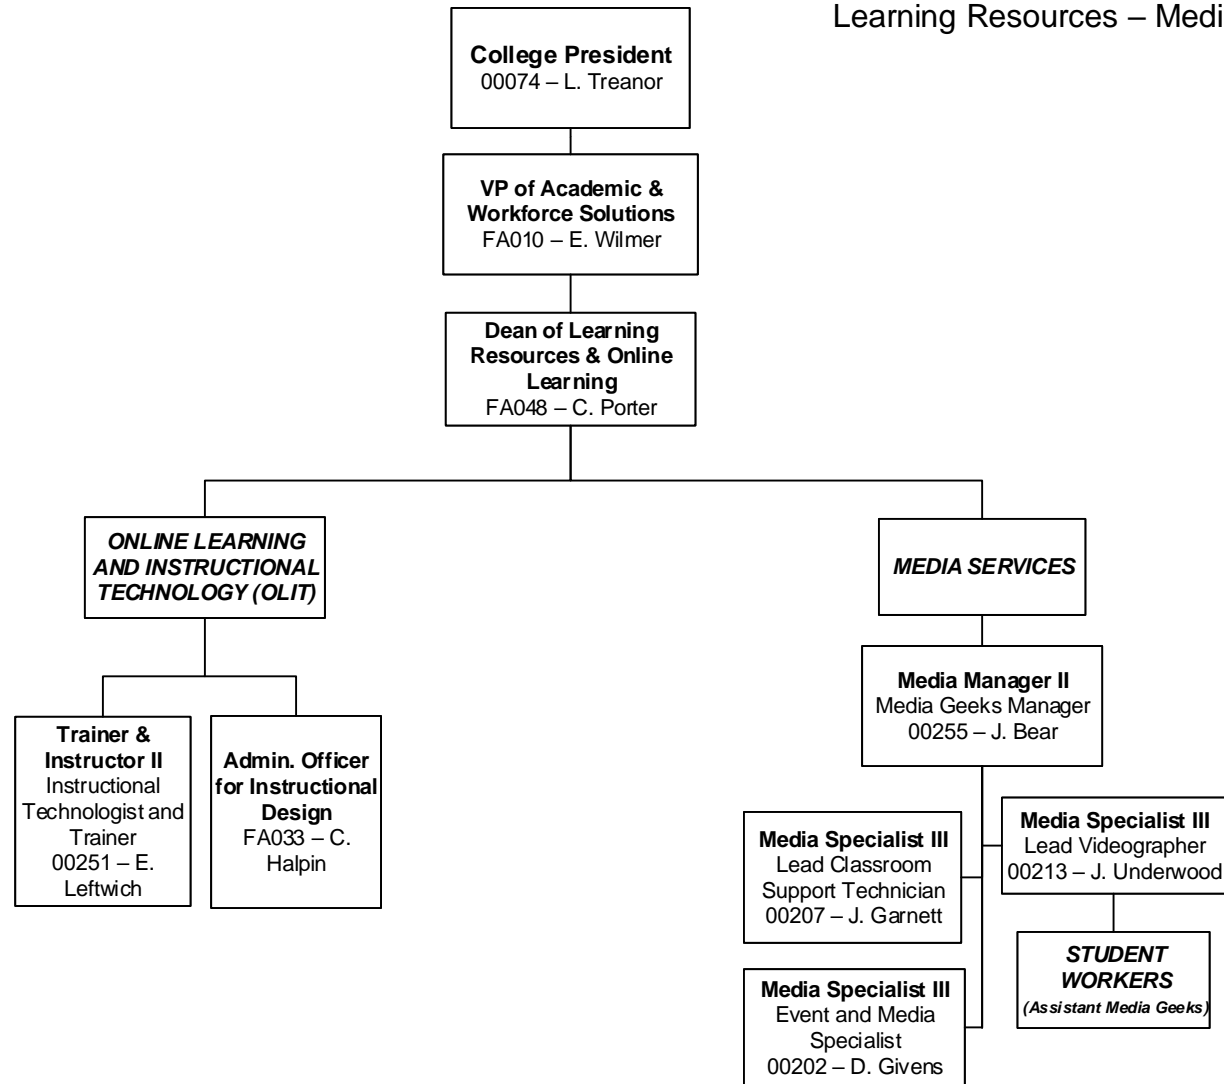 Learning Resources – Medi
College President
00074 – L. Treanor
VP of Academic &
Workforce Solutions
FA010 – E. Wilmer
Dean of Learning
Resources & Online
Learning
FA048 – C. Porter
ONLINE LEARNING
AND INSTRUCTIONAL
TECHNOLOGY (OLIT)
MEDIA SERVICES
Trainer &
Instructor II
Instructional
Technologist and
Trainer
00251 – E.
Leftwich
Admin. Officer
for Instructional
Design
FA033 – C.
Halpin
Media Manager II
Media Geeks Manager
00255 – J. Bear
Media Specialist III
Lead Classroom
Support Technician
00207 – J. Garnett
Media Specialist III
Lead Videographer
00213 – J. Underwood
STUDENT
WORKERS
(Assistant Media Geeks)
Media Specialist III
Event and Media
Specialist
00202 – D. Givens